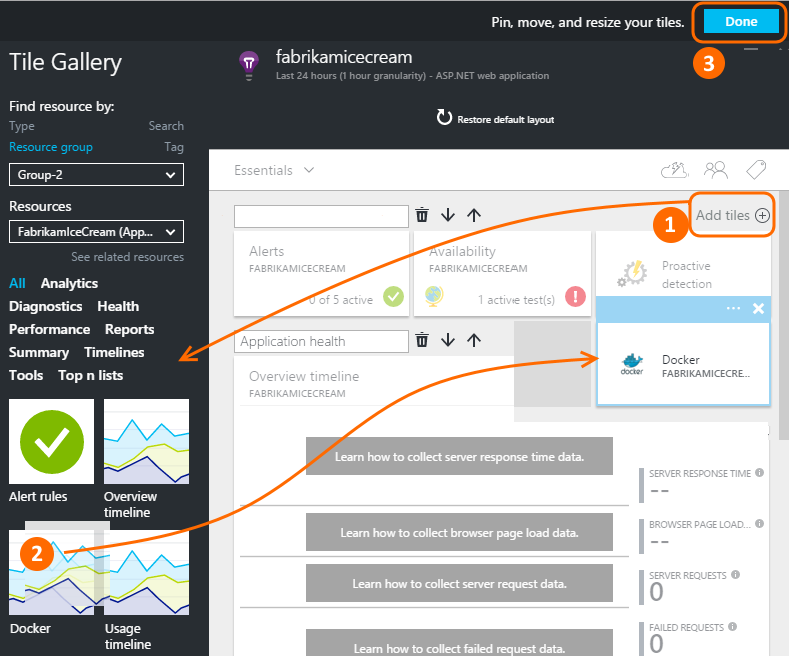 Pin, move, and resize your tiles.
Done
3
Tile Gallery
fabrikamicecream
Last 24 hours (1 hour granularity) - ASP.NET web application
Restore default layout
Find resource by:
Type Search
Resource group Tag
Group-2
Resources
FabrikamIceCream (App...
See related resources
All Analytics
Diagnostics Health
Performance Reports
Summary Timelines
Tools Top n lists
Alert rules
Overview
timeline
2
Docker
Usage
timeline
Essentials
1
Add tiles
Alerts
FABRIKAMICECREAM
0 of 5 active
Availability
FABRIKAMICECREAM
1 active test(s)
Proactive
detection
Application health
Overview timeline
FABRIKAMICECREAM
docker
Docker
FABRIKAMICECRE...
Learn how to collect server response time data.
SERVER RESPONSE TIME
--
Learn how to collect browser page load data.
BROWSER PAGE LOAD...
--
Learn how to collect server request data.
SERVER REQUESTS
0
Learn how to collect failed request data.
FAILED REQUESTS
0